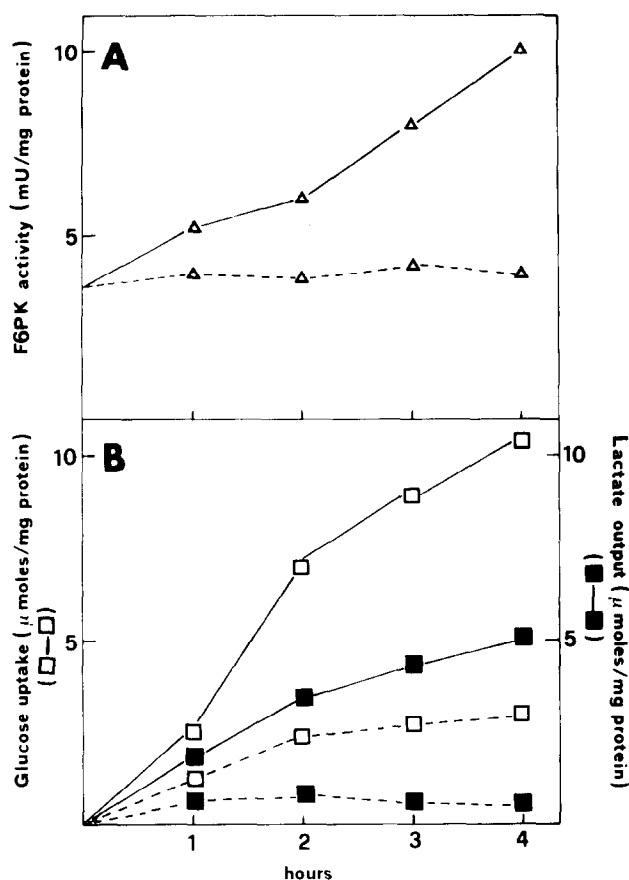 A
10
5
F6PK activity (mU/mg protein)
B
10
5
Glucose uptake (μ moles/mg protein)
(□—□)
10
5
Lactate output (μ moles/mg protein)
(■—■)
1 2 3 4
hours